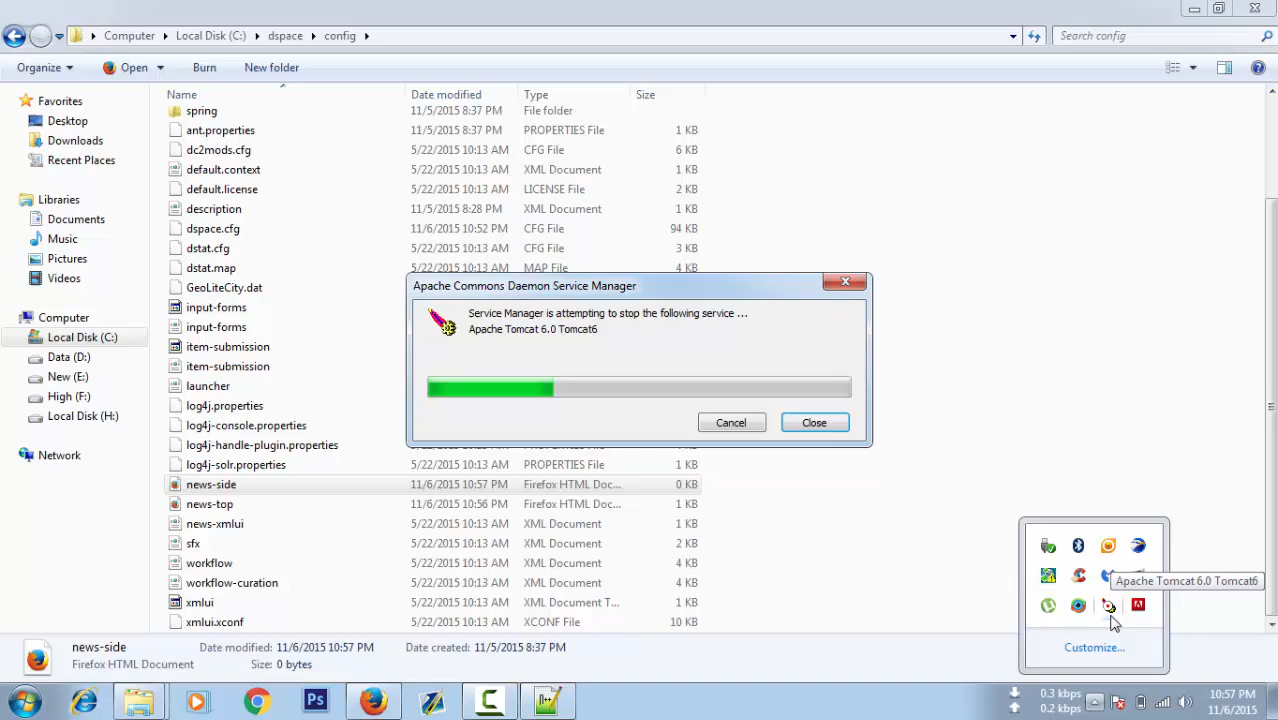 Computer
Local Disk (C:)
dspace
config
Search config
Organize
Open
Burn
New folder
Favorites
Desktop
Downloads
Recent Places
Libraries
Documents
Music
Pictures
Videos
Computer
Local Disk (C:)
Data (D:)
New (E:)
High (F:)
Local Disk (H:)
Network
Name Date modified Type Size
spring 11/5/2015 8:37 PM File folder
ant.properties 11/5/2015 8:37 PM PROPERTIES File 1 KB
dc2mods.cfg 5/22/2015 10:13 AM CFG File 6 KB
default.context 5/22/2015 10:13 AM XML Document 1 KB
default.license 5/22/2015 10:13 AM LICENSE File 2 KB
description 11/5/2015 8:28 PM XML Document 1 KB
dspace.cfg 11/6/2015 10:52 PM CFG File 94 KB
dstat.cfg 5/22/2015 10:13 AM CFG File 3 KB
dstat.map 5/22/2015 10:13 AM MAP File 4 KB
GeoLiteCity.dat
input-forms
input-forms
item-submission
item-submission
launcher
log4j.properties
log4j-console.properties
log4j-handle-plugin.properties
log4j-solr.properties 5/22/2015 10:13 AM PROPERTIES File 1 KB
news-side 11/6/2015 10:57 PM Firefox HTML Doc... 0 KB
news-top 11/6/2015 10:56 PM Firefox HTML Doc... 1 KB
news-xmlui 5/22/2015 10:13 AM XML Document 1 KB
sfx 5/22/2015 10:13 AM XML Document 2 KB
workflow 5/22/2015 10:13 AM XML Document 4 KB
workflow-curation 5/22/2015 10:13 AM XML Document 4 KB
xmlui 5/22/2015 10:13 AM XML Document T... 1 KB
xmlui.xconf 5/22/2015 10:13 AM XCONF File 10 KB
Apache Commons Daemon Service Manager
Service Manager is attempting to stop the following service ...
Apache Tomcat 6.0 Tomcat6
Cancel
Close
Apache Tomcat 6.0 Tomcat6
Customize...
news-side Date modified: 11/6/2015 10:57 PM Date created: 11/5/2015 8:37 PM
Firefox HTML Document Size: 0 bytes
Ps
0.3 kbps
0.2 kbps
10:57 PM
11/6/2015